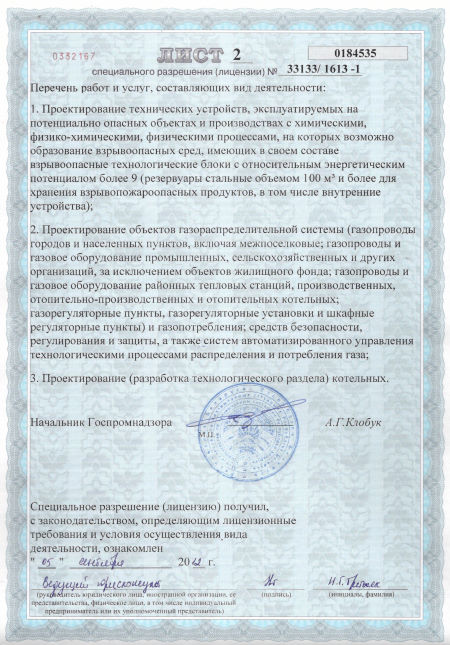 0332167
ЛИСТ 2
0184535
специального разрешения (лицензии) № 33133/ 1613 -1
Перечень работ и услуг, составляющих вид деятельности:
1. Проектирование технических устройств, эксплуатируемых на
потенциально опасных объектах и производствах с химическими,
физико-химическими, физическими процессами, на которых возможно
образование взрывоопасных сред, имеющих в своем составе
взрывоопасные технологические блоки с относительным энергетическим
потенциалом более 9 (резервуары стальные объемом 100 м³ и более для
хранения взрывопожароопасных продуктов, в том числе внутренние
устройства);
2. Проектирование объектов газораспределительной системы (газопроводы
городов и населенных пунктов, включая межпоселковые; газопроводы и
газовое оборудование промышленных, сельскохозяйственных и других
организаций, за исключением объектов жилищного фонда; газопроводы и
газовое оборудование районных тепловых станций, производственных,
отопительно-производственных и отопительных котельных;
газорегуляторные пункты, газорегуляторные установки и шкафные
регуляторные пункты) и газопотребления; средств безопасности,
регулирования и защиты, а также систем автоматизированного управления
технологическими процессами распределения и потребления газа;
3. Проектирование (разработка технологического раздела) котельных.
Начальник Госпромнадзора А.Г.Клобук
М.П.
Специальное разрешение (лицензию) получил,
с законодательством, определяющим лицензионные
требования и условия осуществления вида
деятельности, ознакомлен
" 05 " сентября 2012 г.
Ведущий юрисконсульт
(руководитель юридического лица, иностранной организации, ее
представительства, физическое лицо, в том числе индивидуальный
предприниматель или их уполномоченный представитель)
(подпись)
(инициалы, фамилия)